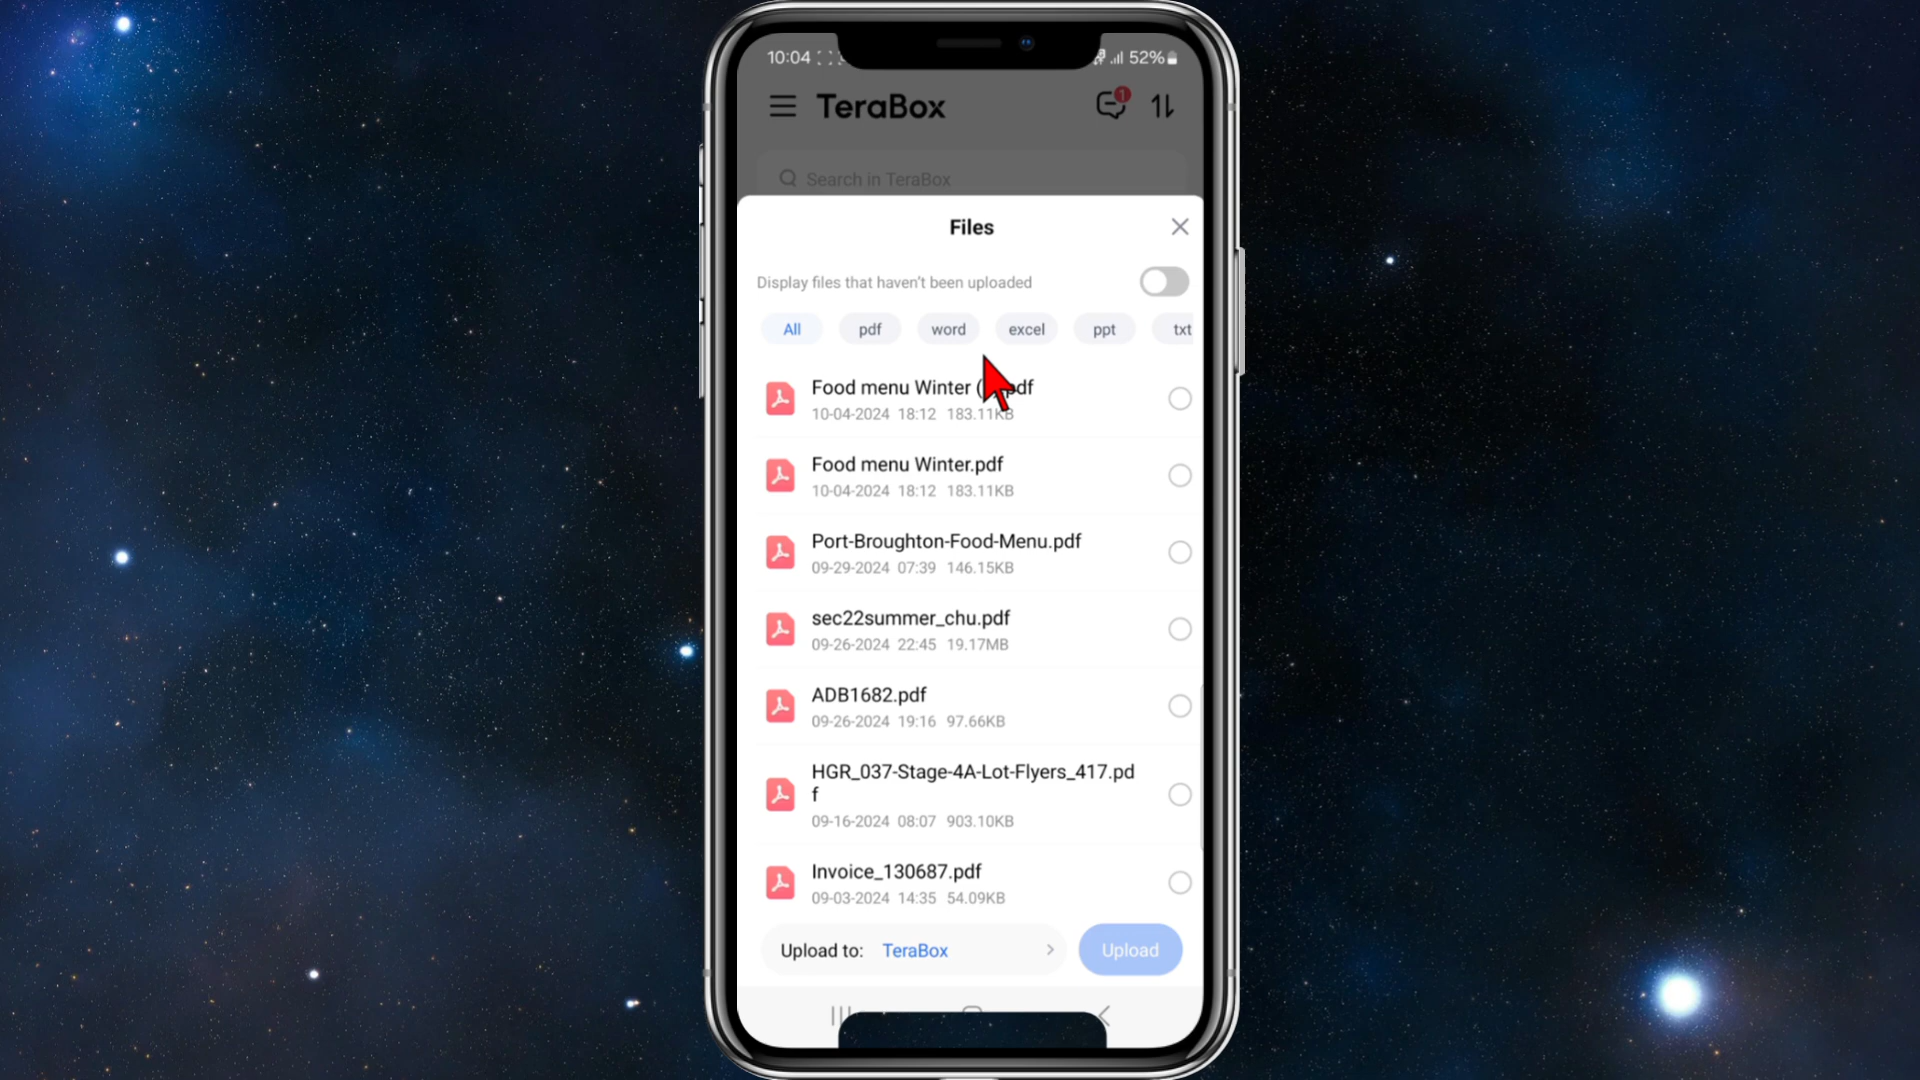 10:04
52%
TeraBox
1
Search in TeraBox
Files
Display files that haven't been uploaded
All pdf word excel ppt txt
Food menu Winter ( pdf
10-04-2024 18:12 183.11KB
Food menu Winter.pdf
10-04-2024 18:12 183.11KB
Port-Broughton-Food-Menu.pdf
09-29-2024 07:39 146.15KB
sec22summer_chu.pdf
09-26-2024 22:45 19.17MB
ADB1682.pdf
09-26-2024 19:16 97.66KB
HGR_037-Stage-4A-Lot-Flyers_417.pd
f
09-16-2024 08:07 903.10KB
Invoice_130687.pdf
09-03-2024 14:35 54.09KB
Upload to: TeraBox
Upload